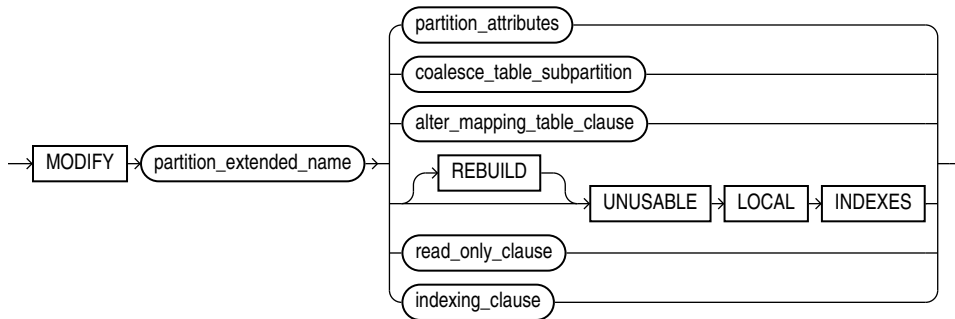 partition_attributes
coalesce_table_subpartition
alter_mapping_table_clause
MODIFY partition_extended_name
REBUILD
UNUSABLE LOCAL INDEXES
read_only_clause
indexing_clause